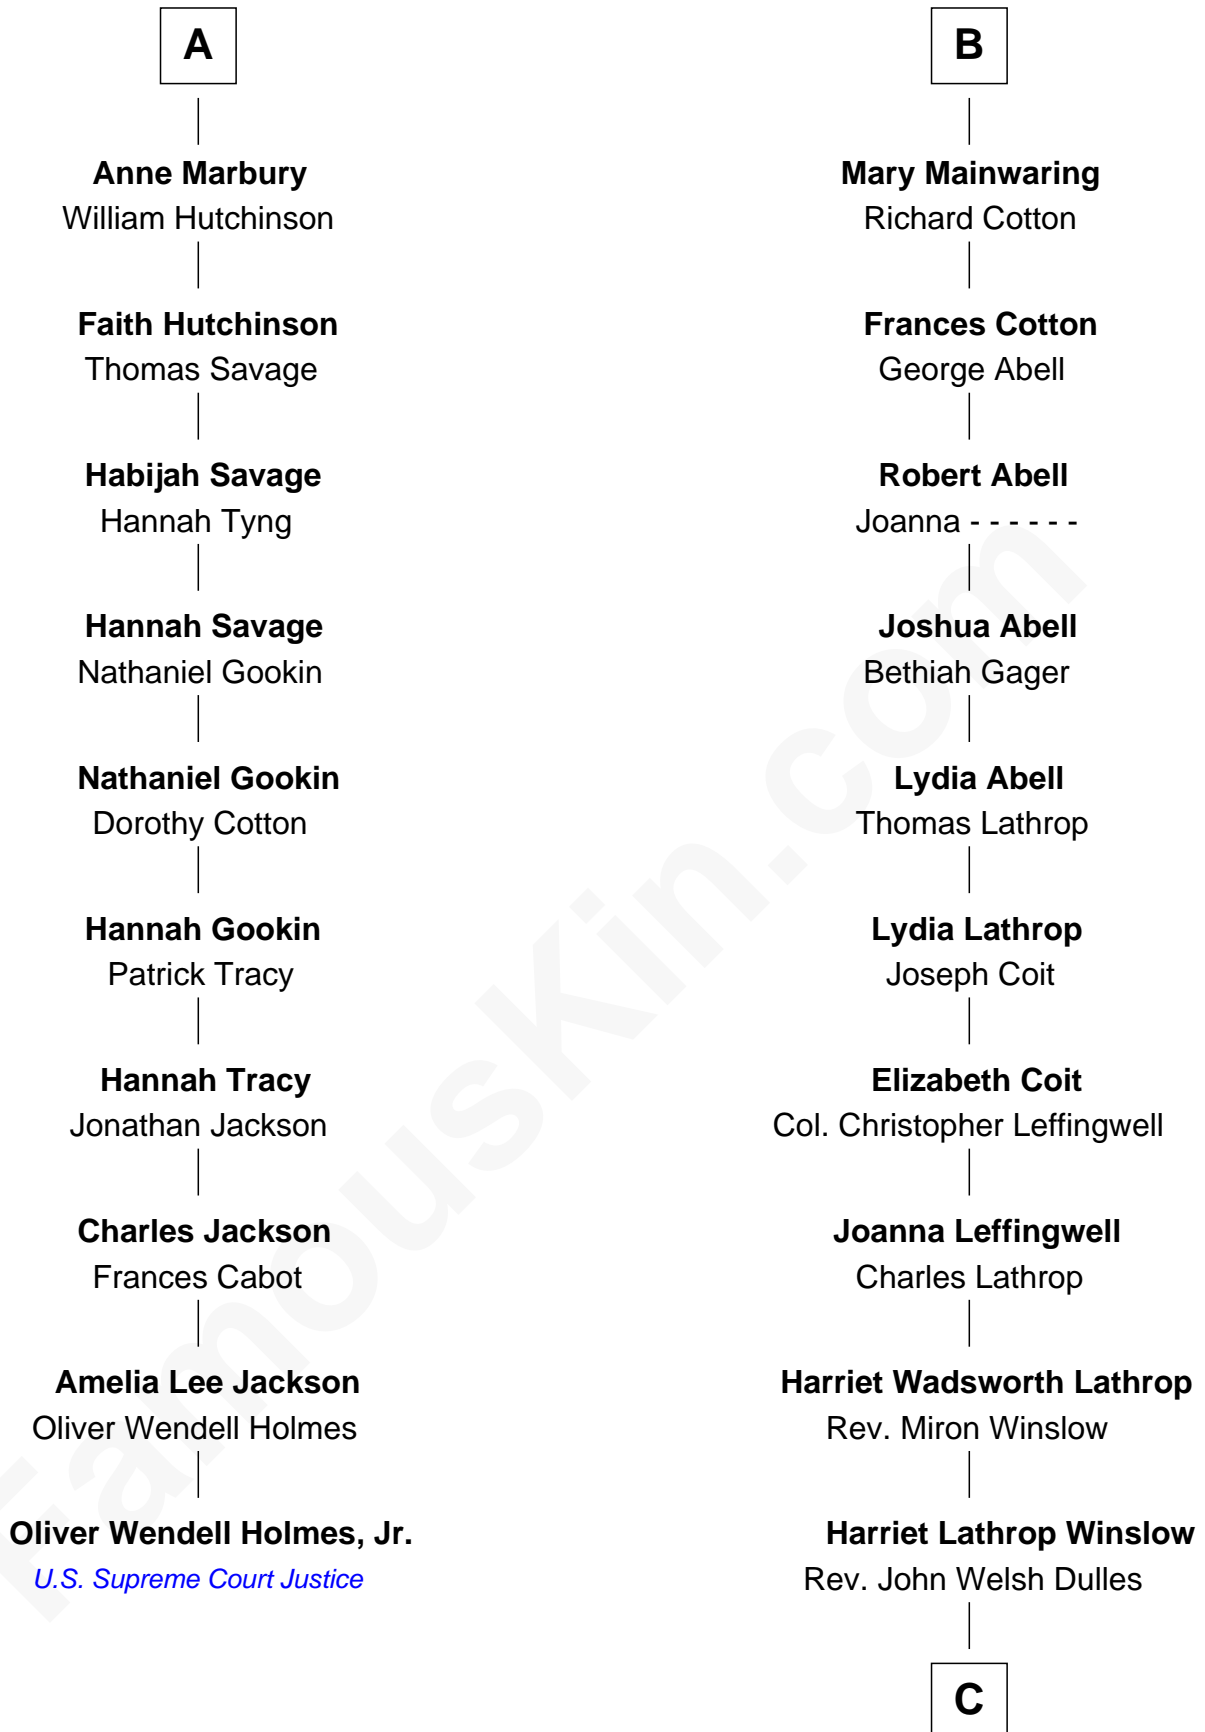 A
Anne Marbury
William Hutchinson
Faith Hutchinson
Thomas Savage
Habijah Savage
Hannah Tyng
Hannah Savage
Nathaniel Gookin
Nathaniel Gookin
Dorothy Cotton
Hannah Gookin
Patrick Tracy
Hannah Tracy
Jonathan Jackson
Charles Jackson
Frances Cabot
Amelia Lee Jackson
Oliver Wendell Holmes
Oliver Wendell Holmes, Jr.
U.S. Supreme Court Justice
B
Mary Mainwaring
Richard Cotton
Frances Cotton
George Abell
Robert Abell
Joanna - - - - - -
Joshua Abell
Bethiah Gager
Lydia Abell
Thomas Lathrop
Lydia Lathrop
Joseph Coit
Elizabeth Coit
Col. Christopher Leffingwell
Joanna Leffingwell
Charles Lathrop
Harriet Wadsworth Lathrop
Rev. Miron Winslow
Harriet Lathrop Winslow
Rev. John Welsh Dulles
C
FamousKin.com